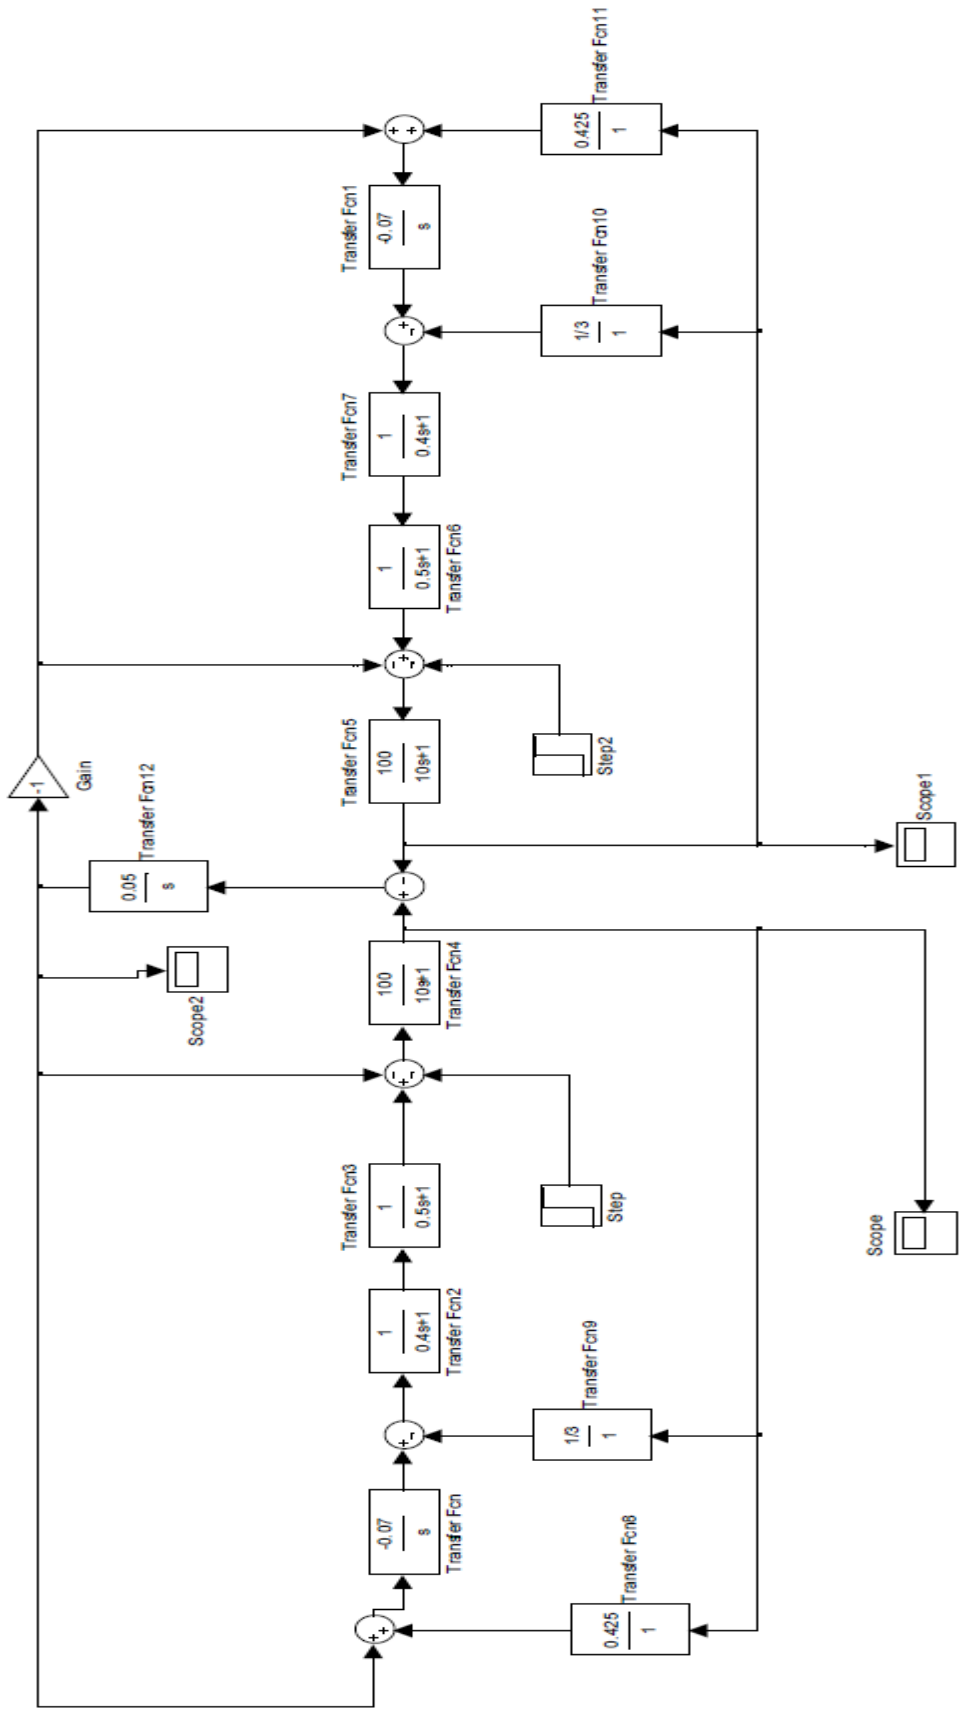 -1
Gain
0.05
s
Transfer Fcn12
Scope2
+
+
-0.07
s
Transfer Fcn
+
-
1
0.4s+1
Transfer Fcn2
1
0.5s+1
Transfer Fcn3
+
-
-
100
10s+1
Transfer Fcn4
+
-
100
10s+1
Transfer Fcn5
+
-
-
1
0.5s+1
Transfer Fcn6
1
0.4s+1
Transfer Fcn7
+
-
-0.07
s
Transfer Fcn1
+
+
0.425
1
Transfer Fcn8
1/3
1
Transfer Fcn9
Step
Step2
1/3
1
Transfer Fcn10
0.425
1
Transfer Fcn11
Scope
Scope1